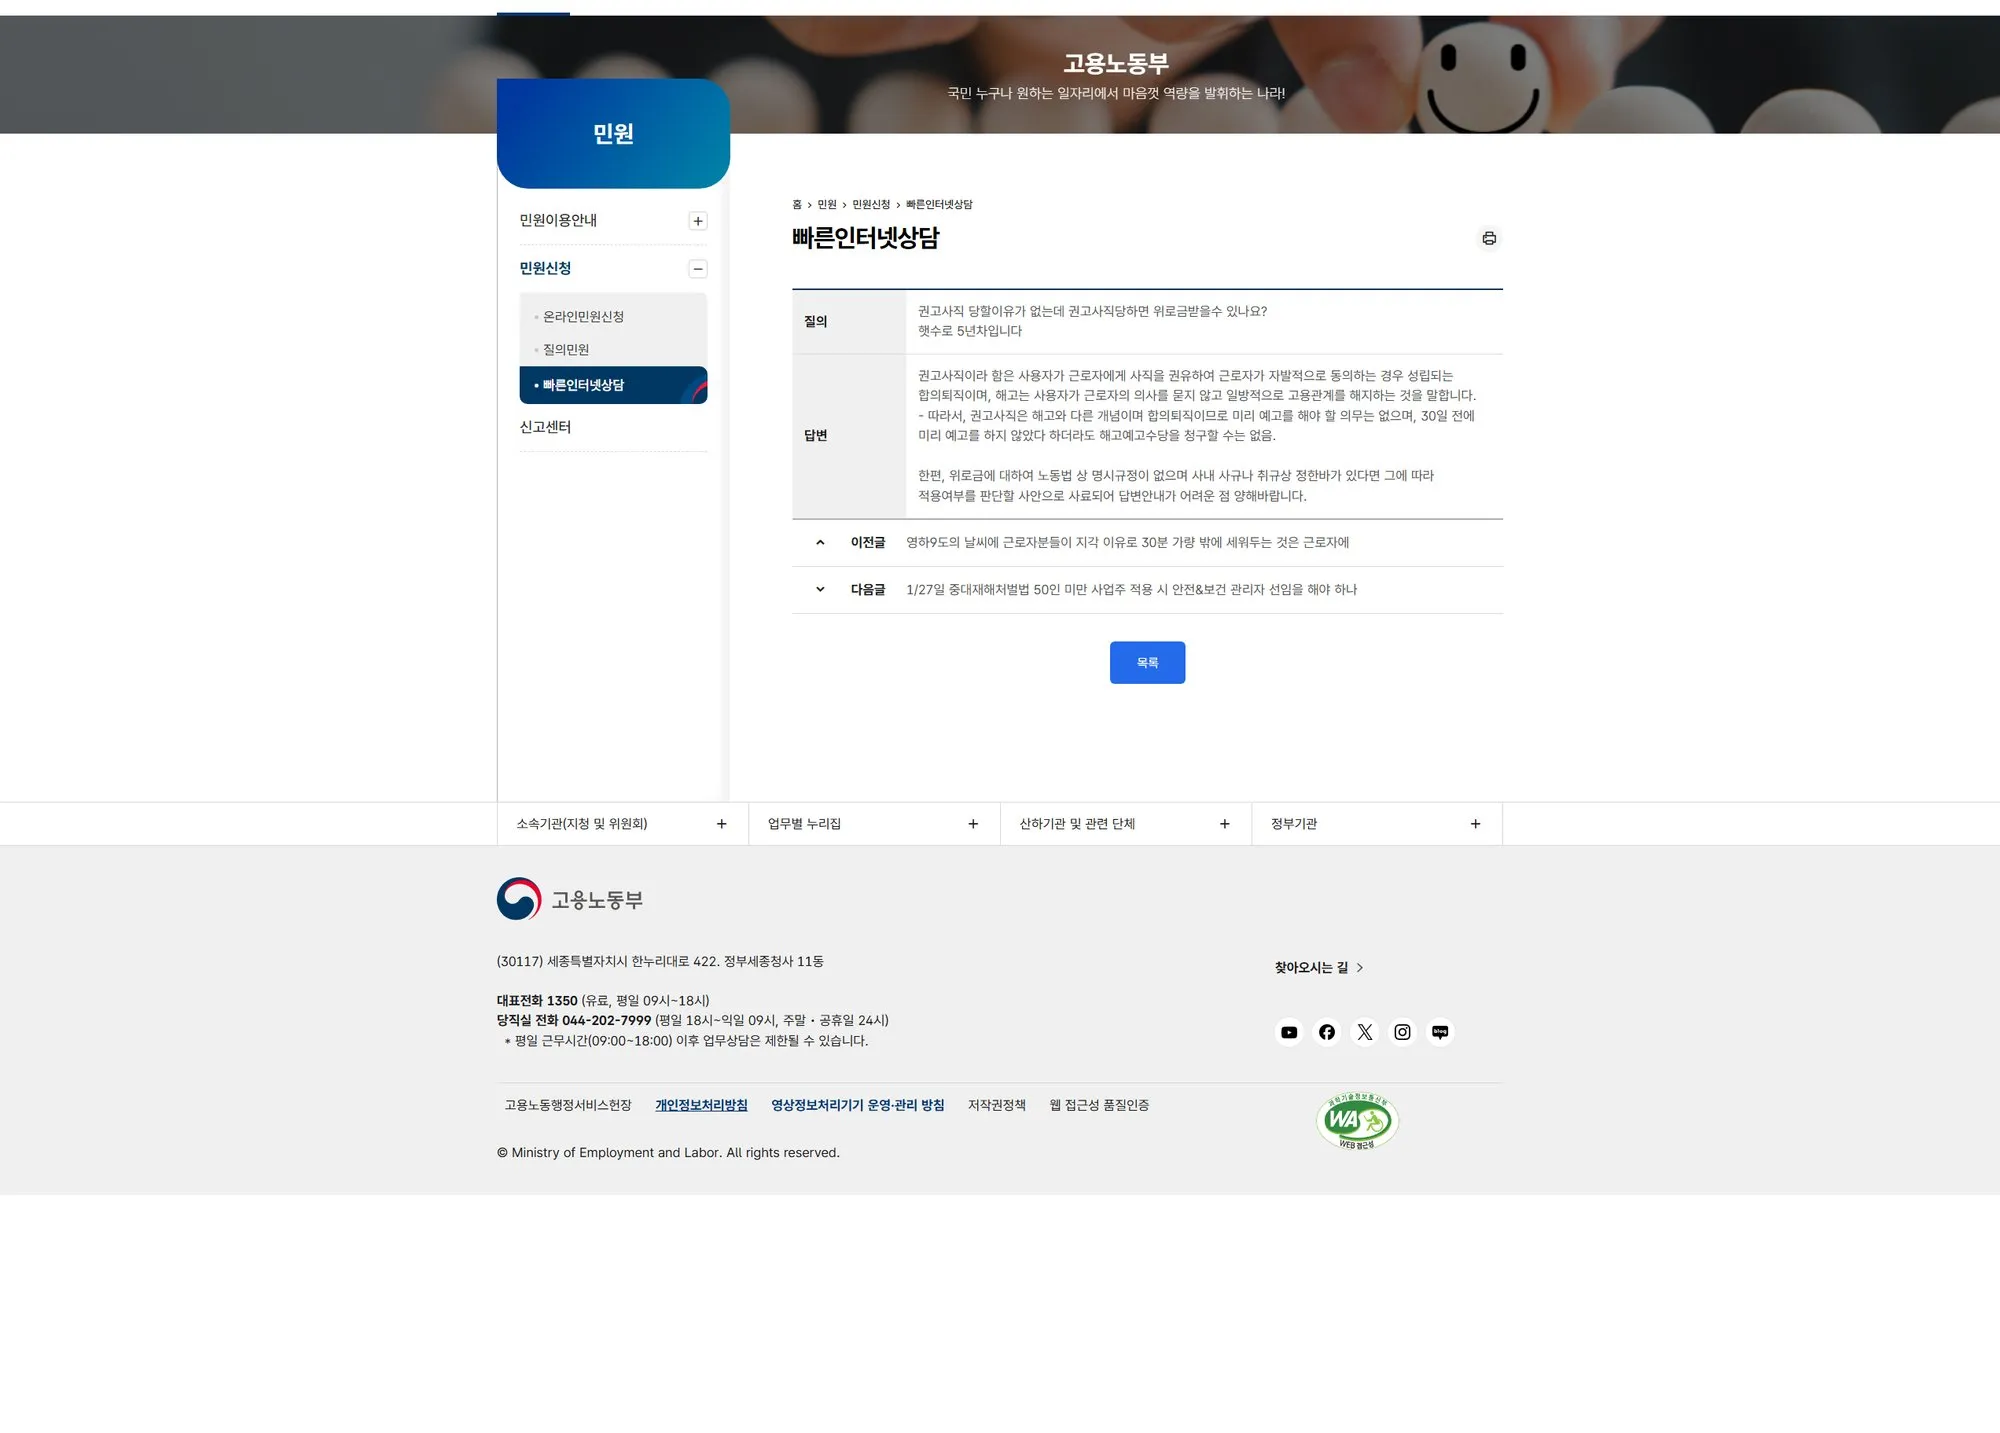 고용노동부
국민 누구나 원하는 일자리에서 마음껏 역량을 발휘하는 나라!
민원
민원이용안내
민원신청
온라인민원신청
질의민원
빠른인터넷상담
신고센터
홈 > 민원 > 민원신청 > 빠른인터넷상담
빠른인터넷상담
질의
권고사직 당할이유가 없는데 권고사직당하면 위로금받을수 있나요?
햇수로 5년차입니다
답변
권고사직이라 함은 사용자가 근로자에게 사직을 권유하여 근로자가 자발적으로 동의하는 경우 성립되는
합의퇴직이며, 해고는 사용자가 근로자의 의사를 묻지 않고 일방적으로 고용관계를 해지하는 것을 말합니다.
- 따라서, 권고사직은 해고와 다른 개념이며 합의퇴직이므로 미리 예고를 해야 할 의무는 없으며, 30일 전에
미리 예고를 하지 않았다 하더라도 해고예고수당을 청구할 수는 없음.
한편, 위로금에 대하여 노동법 상 명시규정이 없으며 사내 사규나 취규상 정한바가 있다면 그에 따라
적용여부를 판단할 사안으로 사료되어 답변안내가 어려운 점 양해바랍니다.
이전글 영하9도의 날씨에 근로자분들이 지각 이유로 30분 가량 밖에 세워두는 것은 근로자에
다음글 1/27일 중대재해처벌법 50인 미만 사업주 적용 시 안전&보건 관리자 선임을 해야 하나
목록
소속기관(지청 및 위원회) 업무별 누리집 산하기관 및 관련 단체 정부기관
고용노동부
(30117) 세종특별자치시 한누리대로 422. 정부세종청사 11동
찾아오시는 길 >
대표전화 1350 (유료, 평일 09시~18시)
당직실 전화 044-202-7999 (평일 18시~익일 09시, 주말・공휴일 24시)
* 평일 근무시간(09:00~18:00) 이후 업무상담은 제한될 수 있습니다.
blog
고용노동행정서비스헌장 개인정보처리방침 영상정보처리기기 운영·관리 방침 저작권정책 웹 접근성 품질인증
과학기술정보통신부
WA
WEB 접근성
© Ministry of Employment and Labor. All rights reserved.